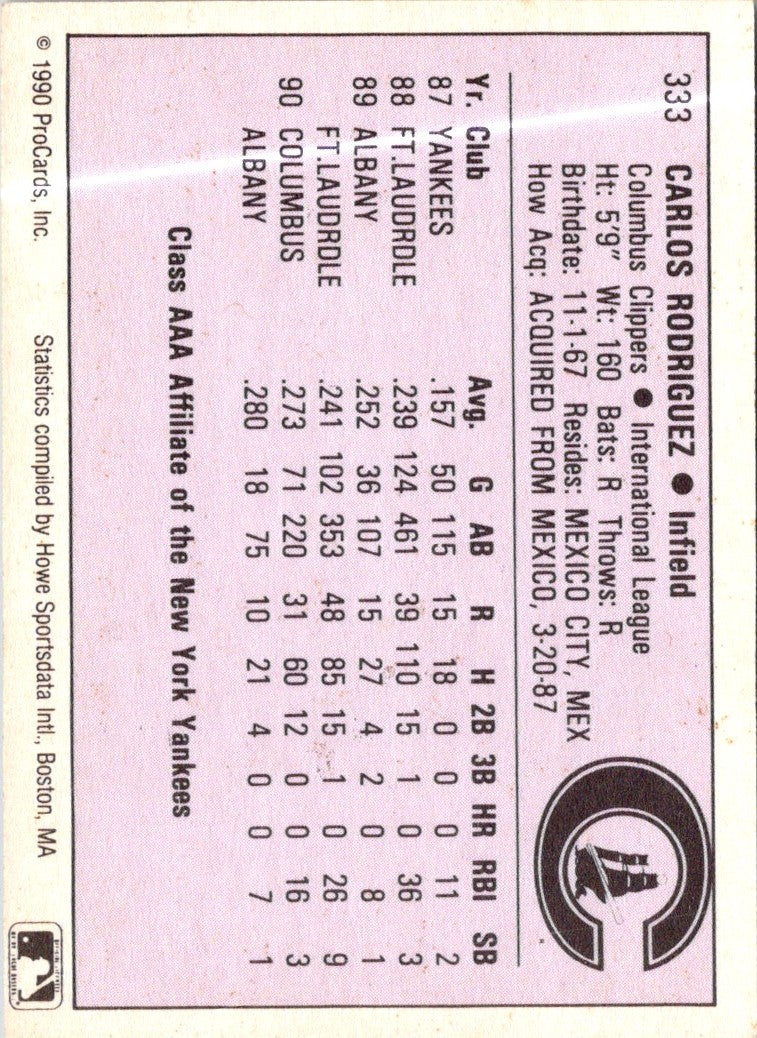 333 CARLOS RODRIGUEZ ● Infield
Columbus Clippers ● International League
Ht: 5'9" Wt: 160 Bats: R Throws: R
Birthdate: 11-1-67 Resides: MEXICO CITY, MEX
How Acq: ACQUIRED FROM MEXICO, 3-20-87
C
Yr. Club Avg. G AB R H 2B 3B HR RBI SB
87 YANKEES .157 50 115 15 18 0 0 0 11 2
88 FT.LAUDRDLE .239 124 461 39 110 15 1 0 36 3
89 ALBANY .252 36 107 15 27 4 2 0 8 1
FT.LAUDRDLE .241 102 353 48 85 15 1 0 26 9
90 COLUMBUS .273 71 220 31 60 12 0 0 16 3
ALBANY .280 18 75 10 21 4 0 0 7 1
Class AAA Affiliate of the New York Yankees
© 1990 ProCards, Inc. Statistics compiled by Howe Sportsdata Intl., Boston, MA